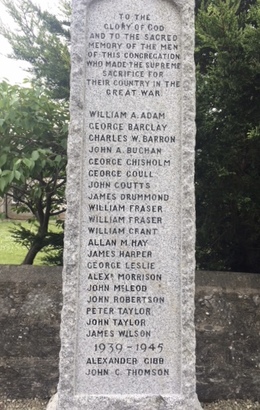 TO THE
GLORY OF GOD
AND TO THE SACRED
MEMORY OF THE MEN
OF THIS CONGREGATION
WHO MADE THE SUPREME
SACRIFICE FOR
THEIR COUNTRY IN THE
GREAT WAR
WILLIAM A. ADAM
GEORGE BARCLAY
CHARLES W. BARRON
JOHN A. BUCHAN
GEORGE CHISHOLM
GEORGE COULL
JOHN COUTTS
JAMES DRUMMOND
WILLIAM FRASER
WILLIAM FRASER
WILLIAM GRANT
ALLAN M. HAY
JAMES HARPER
GEORGE LESLIE
ALEXR MORRISON
JOHN MCLEOD
JOHN ROBERTSON
PETER TAYLOR
JOHN TAYLOR
JAMES WILSON
1939-1945
ALEXANDER GIBB
JOHN C. THOMSON